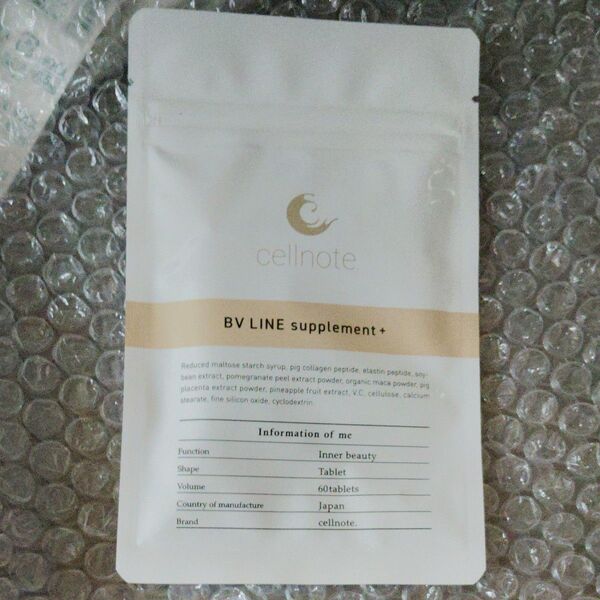 cellnote
BV LINE supplement+
Reduced maltose starch syrup, pig collagen peptide, elastin peptide, soy-
bean extract, pomegranate peel extract powder, organic maca powder, pig
placenta extract powder, pineapple fruit extract, V.C, cellulose, calcium
stearate, fine silicon oxide, cyclodextrin.
Information of me
Function Inner beauty
Shape Tablet
Volume 60tablets
Country of manufacture Japan
Brand cellnote.